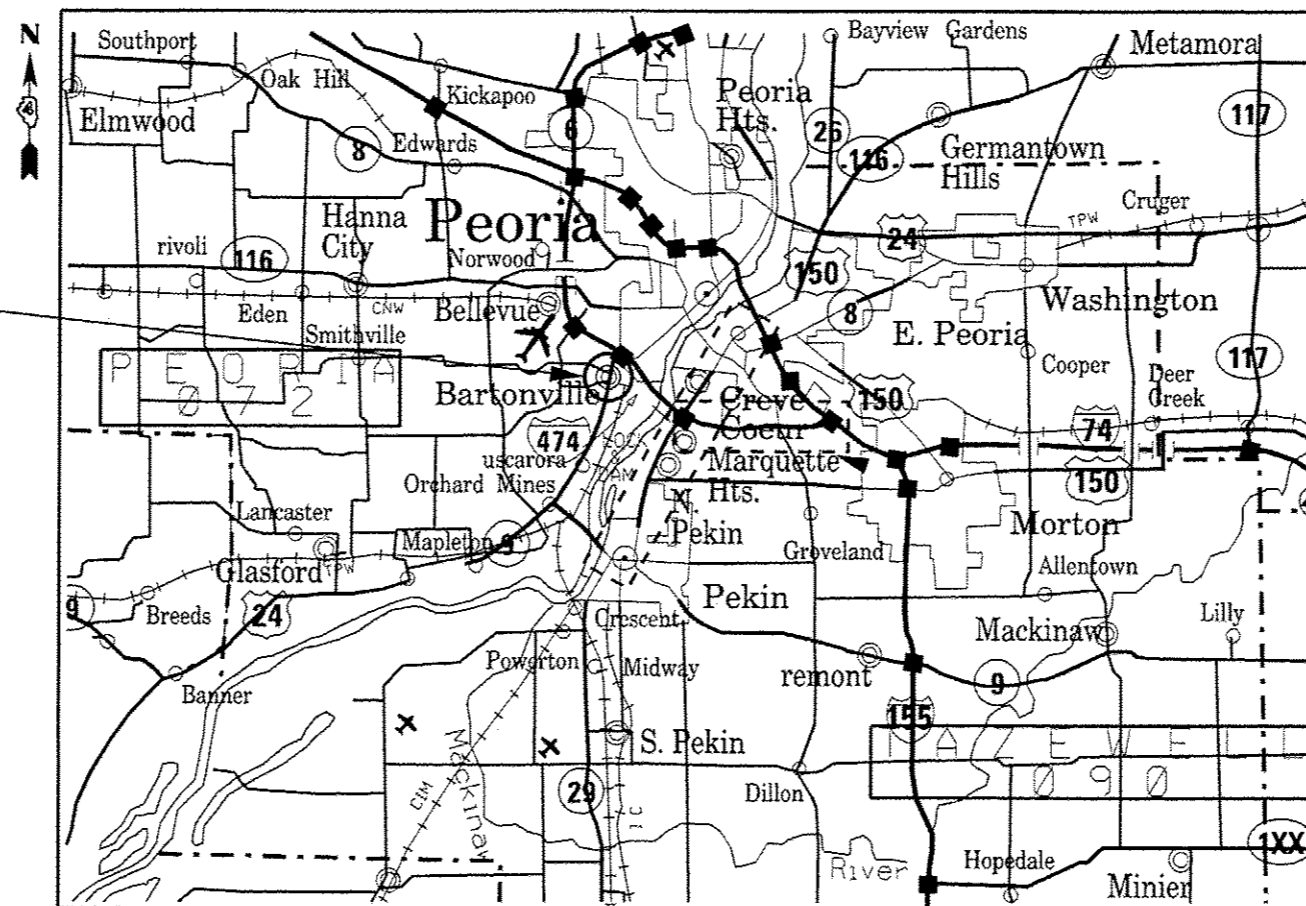 N
Southport
Oak Hill
Elmwood
Kickapoo
Edwards
8
6
Peoria
Hts.
Bayview Gardens
Metamora
26
116
117
Germantown
Hills
Cruger
TPW
24
Hanna
City
Peoria
Norwood
rivoli
116
150
Eden
CNW
Smithville
Bellevue
8
Washington
E. Peoria
Cooper
117
Deer
Creek
PEORIA
072
Bartonville
Creve
Coeur
150
74
474
LOCK
DAM
uscarora
Orchard Mines
Marquette
Hts.
150
N.
Pekin
Morton
Lancaster
Mapleton
9
Groveland
Allentown
Glasford
TPW
9
Breeds
24
Crescent
Pekin
Mackinaw
Lilly
Powerton
Midway
remont
9
Banner
155
S. Pekin
TAZEWELL
090
Mackinaw
CIM
29
IC
Dillon
River
Hopedale
1XX
Minier